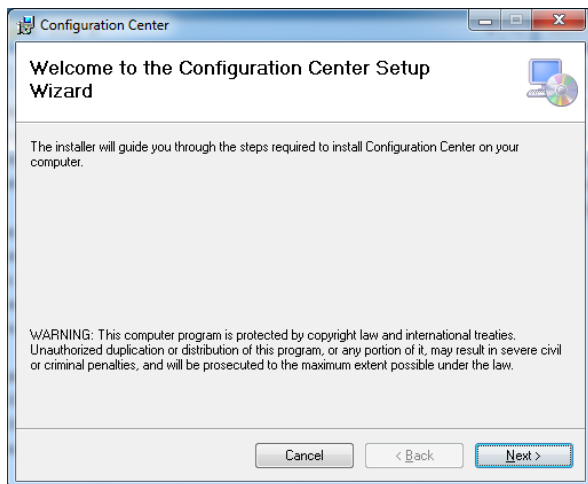 Configuration Center
Welcome to the Configuration Center Setup
Wizard
The installer will guide you through the steps required to install Configuration Center on your
computer.
WARNING: This computer program is protected by copyright law and international treaties.
Unauthorized duplication or distribution of this program, or any portion of it, may result in severe civil
or criminal penalties, and will be prosecuted to the maximum extent possible under the law.
Cancel < Back Next >